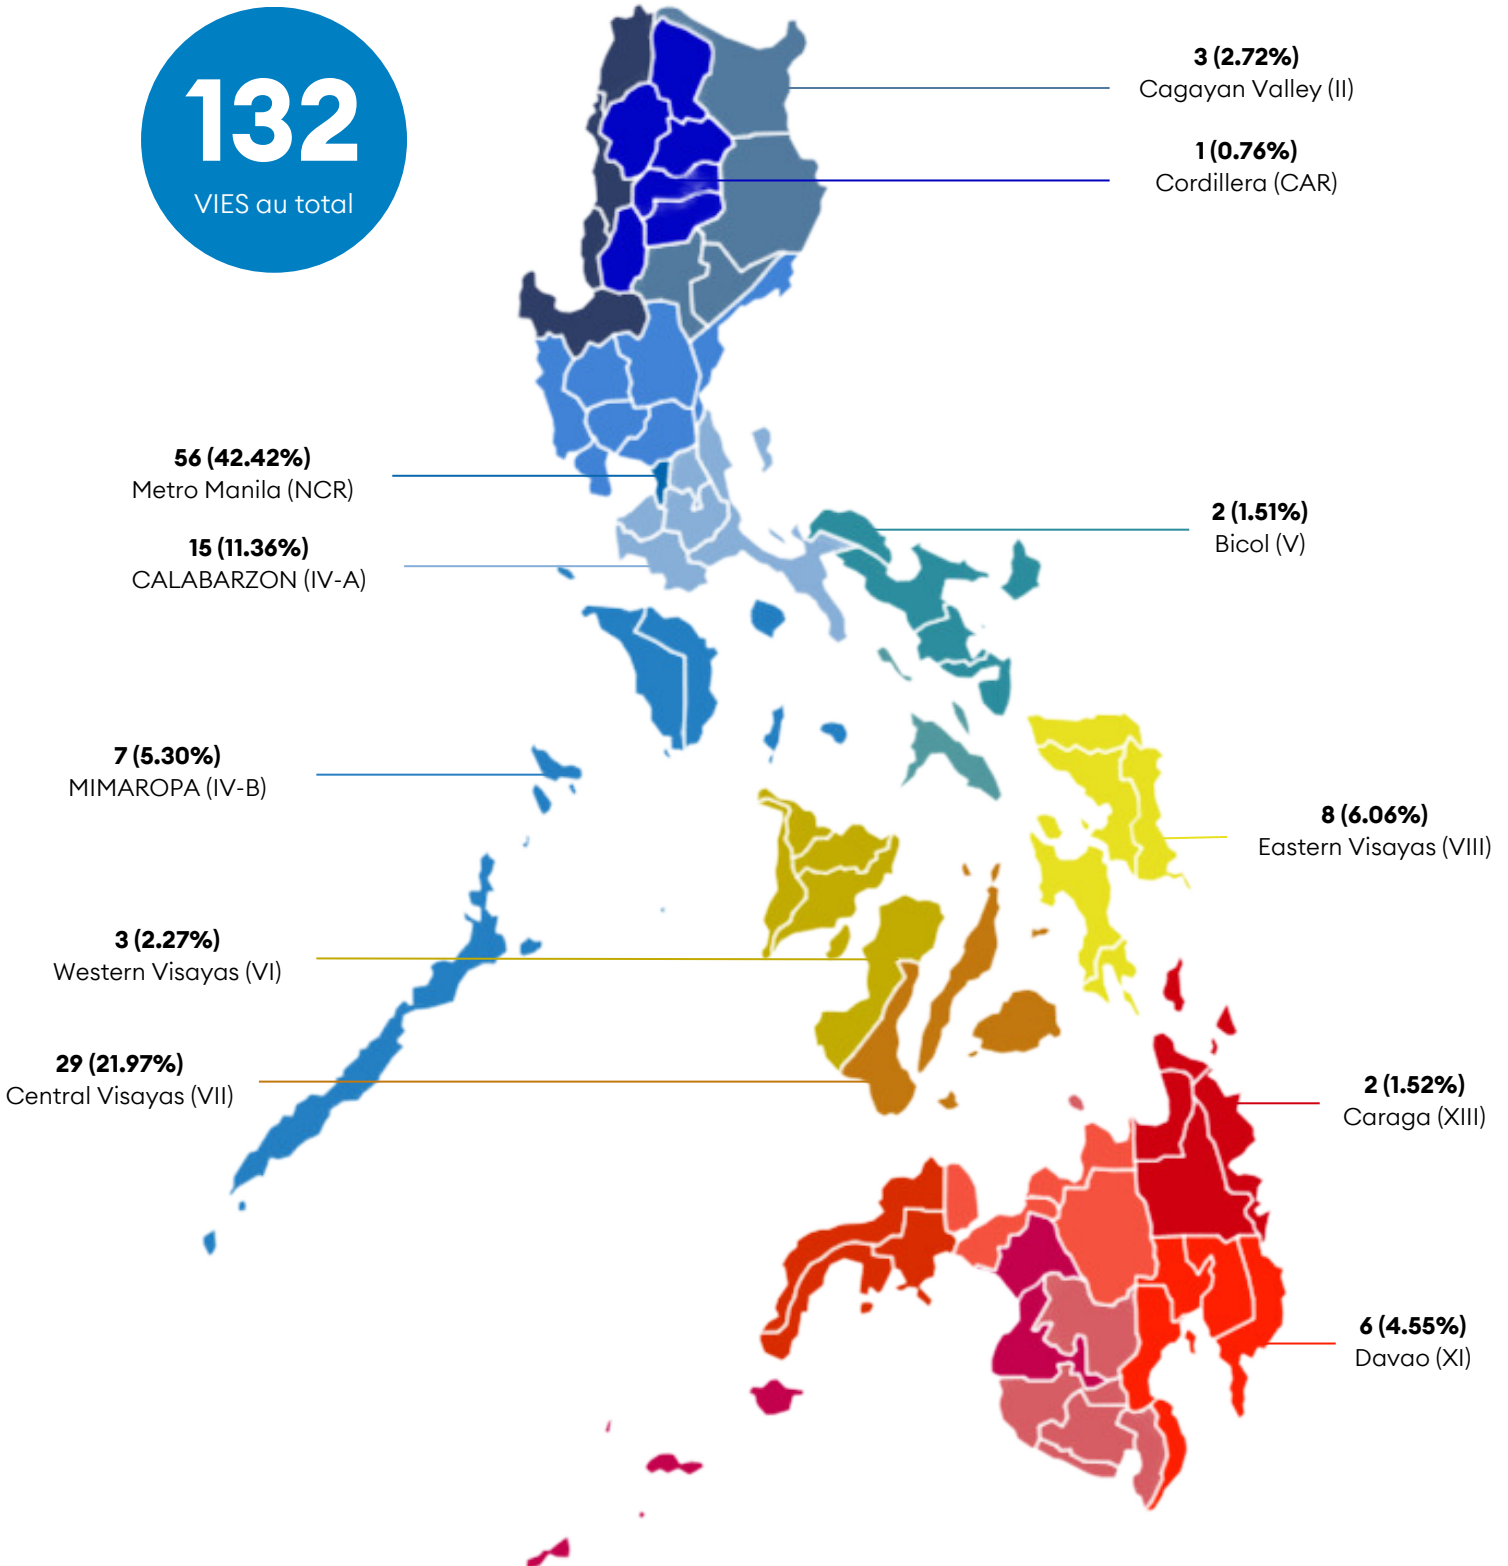 132
VIES au total
3 (2.72%)
Cagayan Valley (II)
1 (0.76%)
Cordillera (CAR)
56 (42.42%)
Metro Manila (NCR)
15 (11.36%)
CALABARZON (IV-A)
2 (1.51%)
Bicol (V)
7 (5.30%)
MIMAROPA (IV-B)
8 (6.06%)
Eastern Visayas (VIII)
3 (2.27%)
Western Visayas (VI)
29 (21.97%)
Central Visayas (VII)
2 (1.52%)
Caraga (XIII)
6 (4.55%)
Davao (XI)